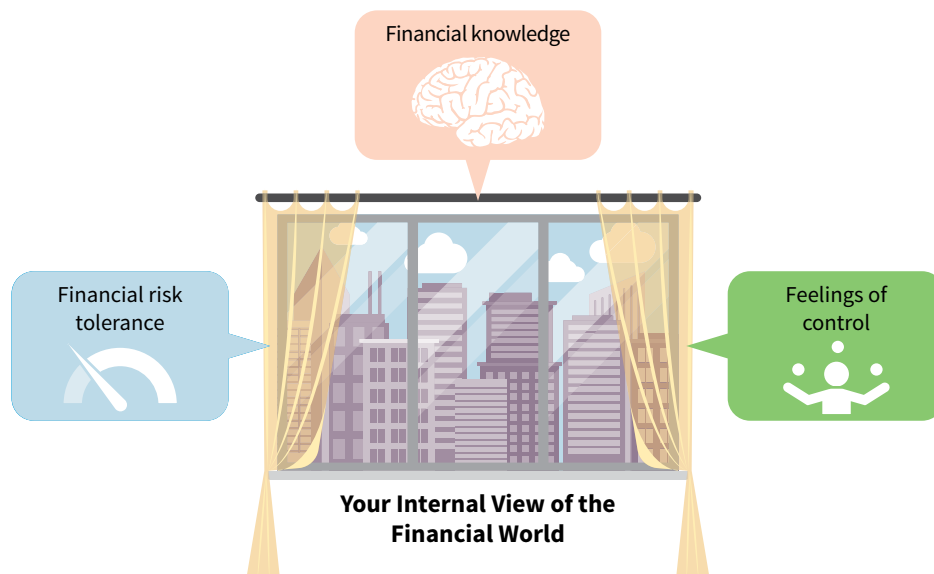 Financial knowledge
Financial risk
tolerance
Feelings of
control
Your Internal View of the
Financial World